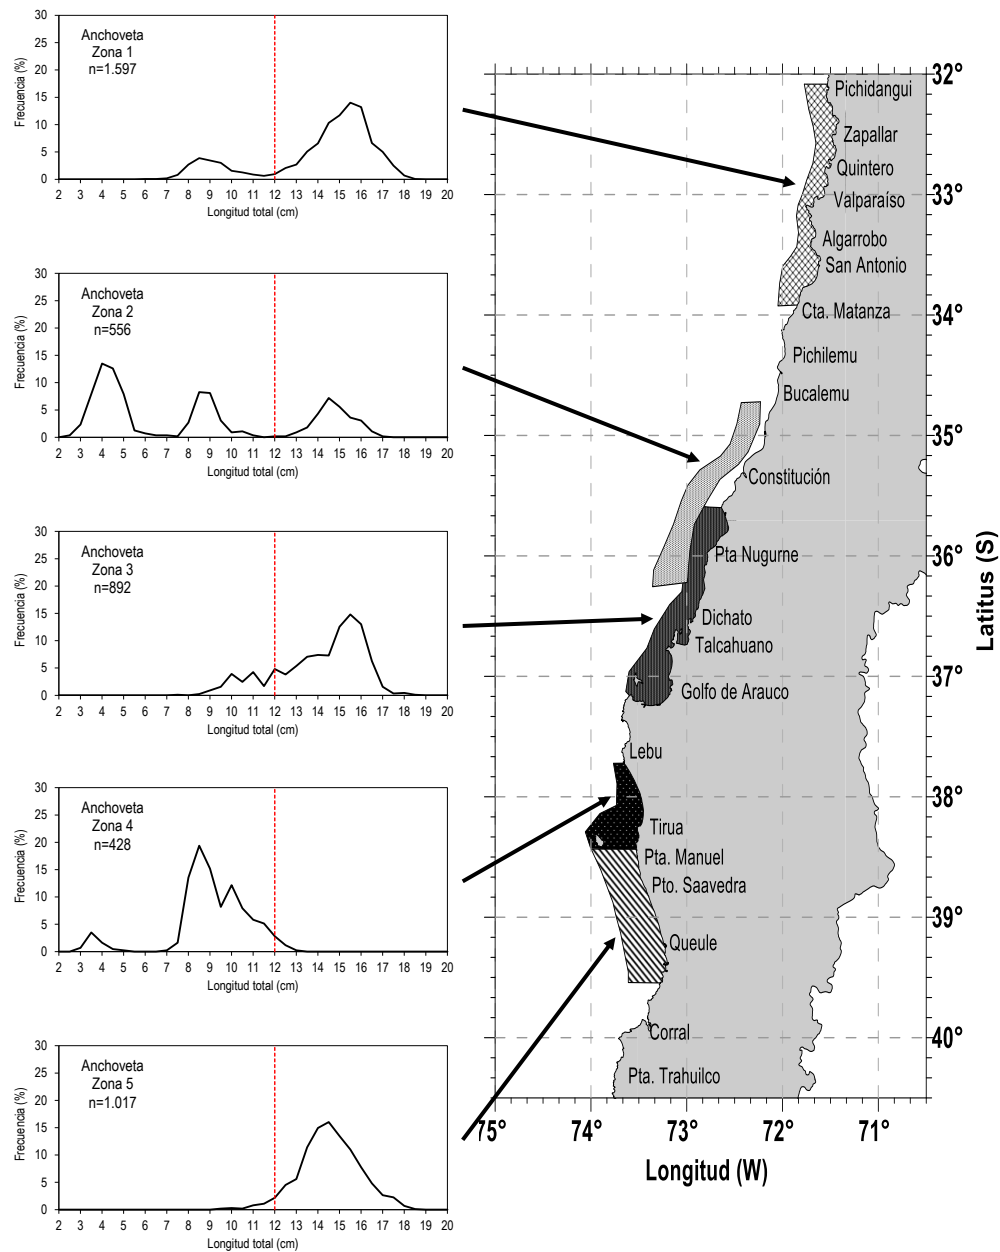 Anchoveta
Zona 1
n=1.597
Frecuencia (%)
30
25
20
15
10
5
0
2 3 4 5 6 7 8 9 10 11 12 13 14 15 16 17 18 19 20
Longitud total (cm)
Anchoveta
Zona 2
n=556
Frecuencia (%)
30
25
20
15
10
5
0
2 3 4 5 6 7 8 9 10 11 12 13 14 15 16 17 18 19 20
Longitud total (cm)
Anchoveta
Zona 3
n=892
Frecuencia (%)
30
25
20
15
10
5
0
2 3 4 5 6 7 8 9 10 11 12 13 14 15 16 17 18 19 20
Longitud total (cm)
Anchoveta
Zona 4
n=428
Frecuencia (%)
30
25
20
15
10
5
0
2 3 4 5 6 7 8 9 10 11 12 13 14 15 16 17 18 19 20
Longitud total (cm)
Anchoveta
Zona 5
n=1.017
Frecuencia (%)
30
25
20
15
10
5
0
2 3 4 5 6 7 8 9 10 11 12 13 14 15 16 17 18 19 20
Longitud total (cm)
Pichidangui
Zapallar
Quintero
Valparaíso
Algarrobo
San Antonio
Cta. Matanza
Pichilemu
Bucalemu
Constitución
Pta Nugurne
Dichato
Talcahuano
Golfo de Arauco
Lebu
Tirua
Pta. Manuel
Pto. Saavedra
Queule
Corral
Pta. Trahuilco
32°
33°
34°
35°
36°
37°
38°
39°
40°
Latitus (S)
75° 74° 73° 72° 71°
Longitud (W)